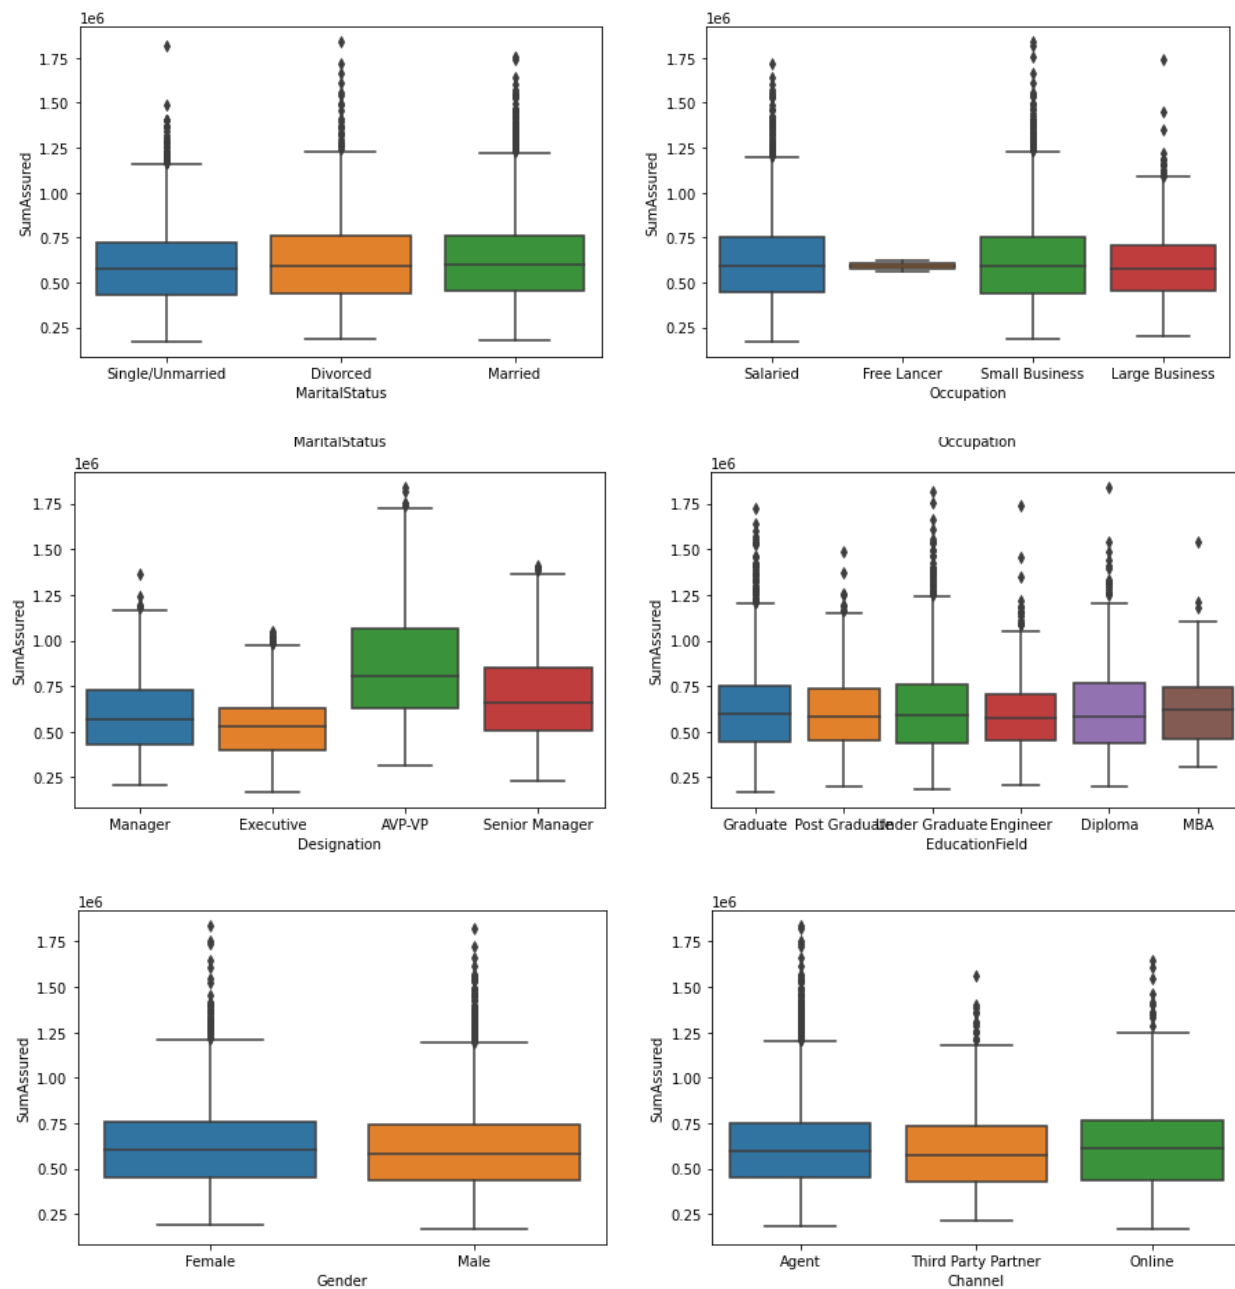 1e6
1.75
1.50
1.25
1.00
0.75
0.50
0.25
SumAssured
Single/Unmarried Divorced Married
MaritalStatus
1e6
1.75
1.50
1.25
1.00
0.75
0.50
0.25
SumAssured
Salaried Free Lancer Small Business Large Business
Occupation
MaritalStatus
Occupation
1e6
1.75
1.50
1.25
1.00
0.75
0.50
0.25
SumAssured
Manager Executive AVP-VP Senior Manager
Designation
1e6
1.75
1.50
1.25
1.00
0.75
0.50
0.25
SumAssured
Graduate Post Graduate Under Graduate Engineer Diploma MBA
EducationField
1e6
1.75
1.50
1.25
1.00
0.75
0.50
0.25
SumAssured
Female Male
Gender
1e6
1.75
1.50
1.25
1.00
0.75
0.50
0.25
SumAssured
Agent Third Party Partner Online
Channel